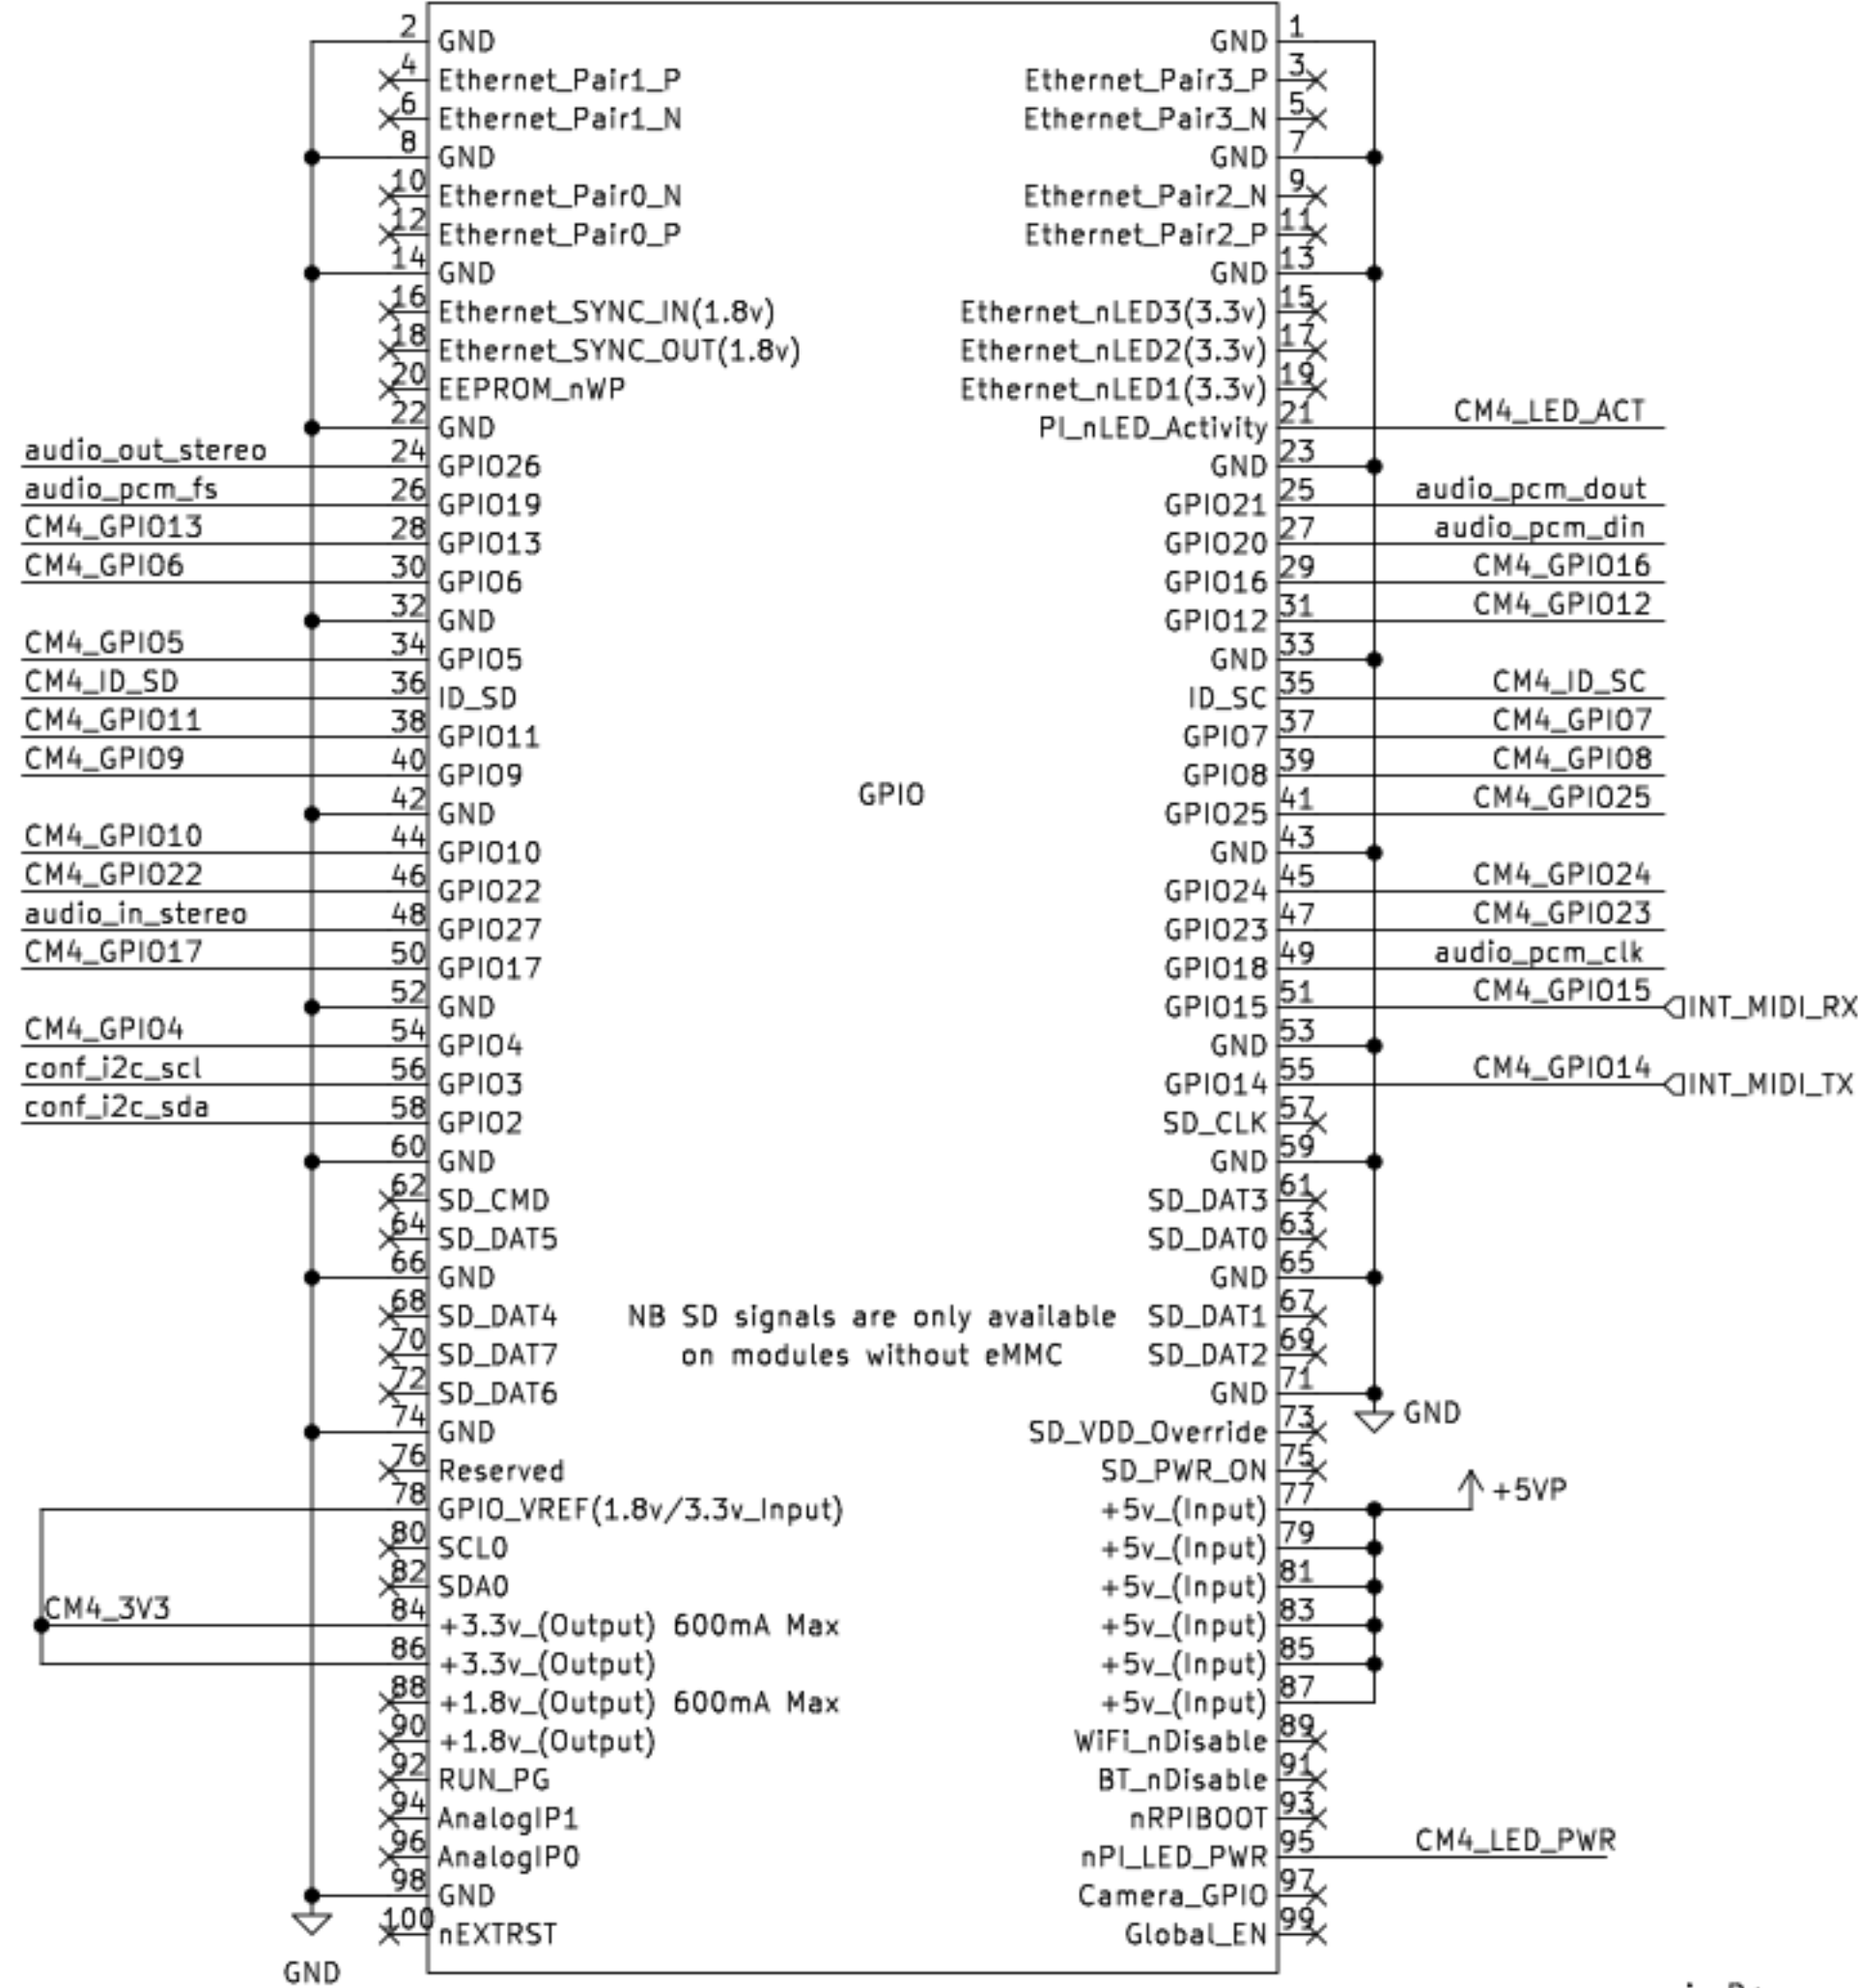 2 GND GND 1
4 Ethernet_Pair1_P Ethernet_Pair3_P 3
6 Ethernet_Pair1_N Ethernet_Pair3_N 5
8 GND GND 7
10 Ethernet_Pair0_N Ethernet_Pair2_N 9
12 Ethernet_Pair0_P Ethernet_Pair2_P 11
14 GND GND 13
16 Ethernet_SYNC_IN(1.8v) Ethernet_nLED3(3.3v) 15
18 Ethernet_SYNC_OUT(1.8v) Ethernet_nLED2(3.3v) 17
20 EEPROM_nWP Ethernet_nLED1(3.3v) 19
22 GND PI_nLED_Activity 21 CM4_LED_ACT
audio_out_stereo 24 GPIO26 GND 23
audio_pcm_fs 26 GPIO19 GPIO21 25 audio_pcm_dout
CM4_GPIO13 28 GPIO13 GPIO20 27 audio_pcm_din
CM4_GPIO6 30 GPIO6 GPIO16 29 CM4_GPIO16
32 GND GPIO12 31 CM4_GPIO12
CM4_GPIO5 34 GPIO5 GND 33
CM4_ID_SD 36 ID_SD ID_SC 35 CM4_ID_SC
CM4_GPIO11 38 GPIO11 GPIO7 37 CM4_GPIO7
CM4_GPIO9 40 GPIO9 GPIO8 39 CM4_GPIO8
GPIO
42 GND GPIO25 41 CM4_GPIO25
CM4_GPIO10 44 GPIO10 GND 43
CM4_GPIO22 46 GPIO22 GPIO24 45 CM4_GPIO24
audio_in_stereo 48 GPIO27 GPIO23 47 CM4_GPIO23
CM4_GPIO17 50 GPIO17 GPIO18 49 audio_pcm_clk
52 GND GPIO15 51 CM4_GPIO15 INT_MIDI_RX
CM4_GPIO4 54 GPIO4 GND 53
conf_i2c_scl 56 GPIO3 GPIO14 55 CM4_GPIO14 INT_MIDI_TX
conf_i2c_sda 58 GPIO2 SD_CLK 57
60 GND GND 59
62 SD_CMD SD_DAT3 61
64 SD_DAT5 SD_DAT0 63
66 GND GND 65
68 SD_DAT4 NB SD signals are only available SD_DAT1 67
70 SD_DAT7 on modules without eMMC SD_DAT2 69
72 SD_DAT6 GND 71
GND
74 GND SD_VDD_Override 73
76 Reserved SD_PWR_ON 75
+5VP
78 GPIO_VREF(1.8v/3.3v_Input) +5v_(Input) 77
80 SCL0 +5v_(Input) 79
82 SDA0 +5v_(Input) 81
CM4_3V3 84 +3.3v_(Output) 600mA Max +5v_(Input) 83
86 +3.3v_(Output) +5v_(Input) 85
88 +1.8v_(Output) 600mA Max +5v_(Input) 87
90 +1.8v_(Output) WiFi_nDisable 89
92 RUN_PG BT_nDisable 91
94 AnalogIP1 nRPIBOOT 93
96 AnalogIP0 nPI_LED_PWR 95 CM4_LED_PWR
98 GND Camera_GPIO 97
100 nEXTRST Global_EN 99
GND